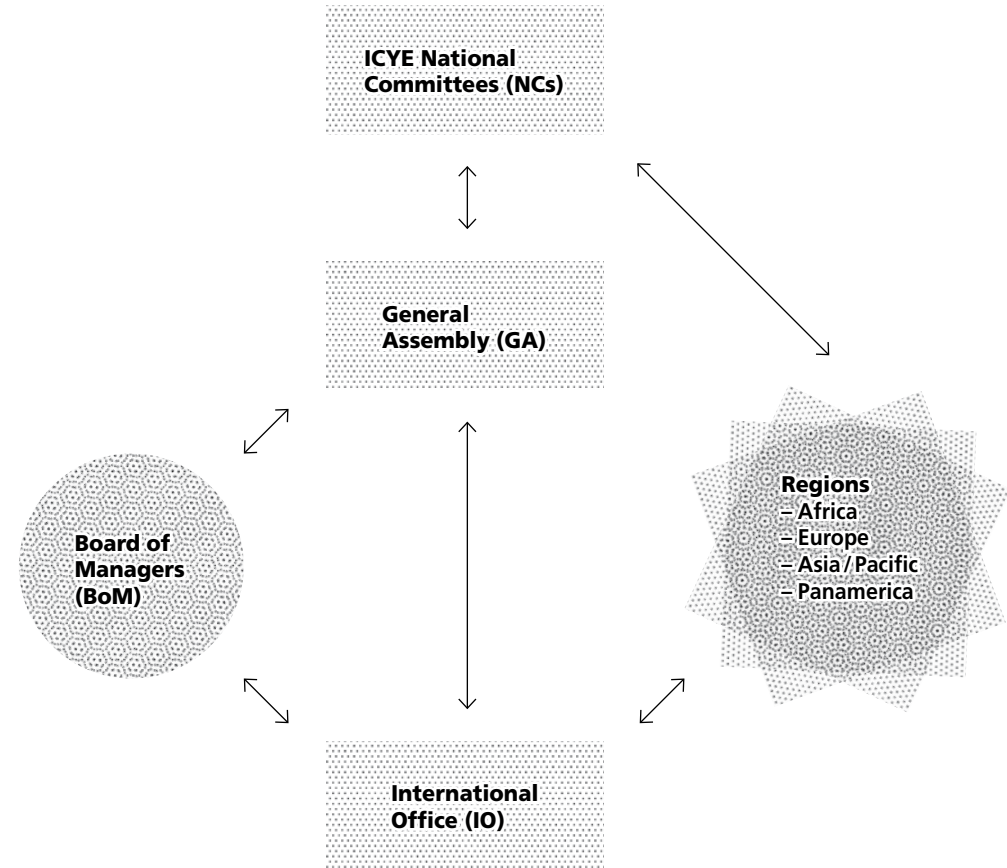 ICYE National
Committees (NCs)
General
Assembly (GA)
Board of
Managers
(BoM)
Regions
– Africa
– Europe
– Asia / Pacific
– Panamerica
International
Office (IO)